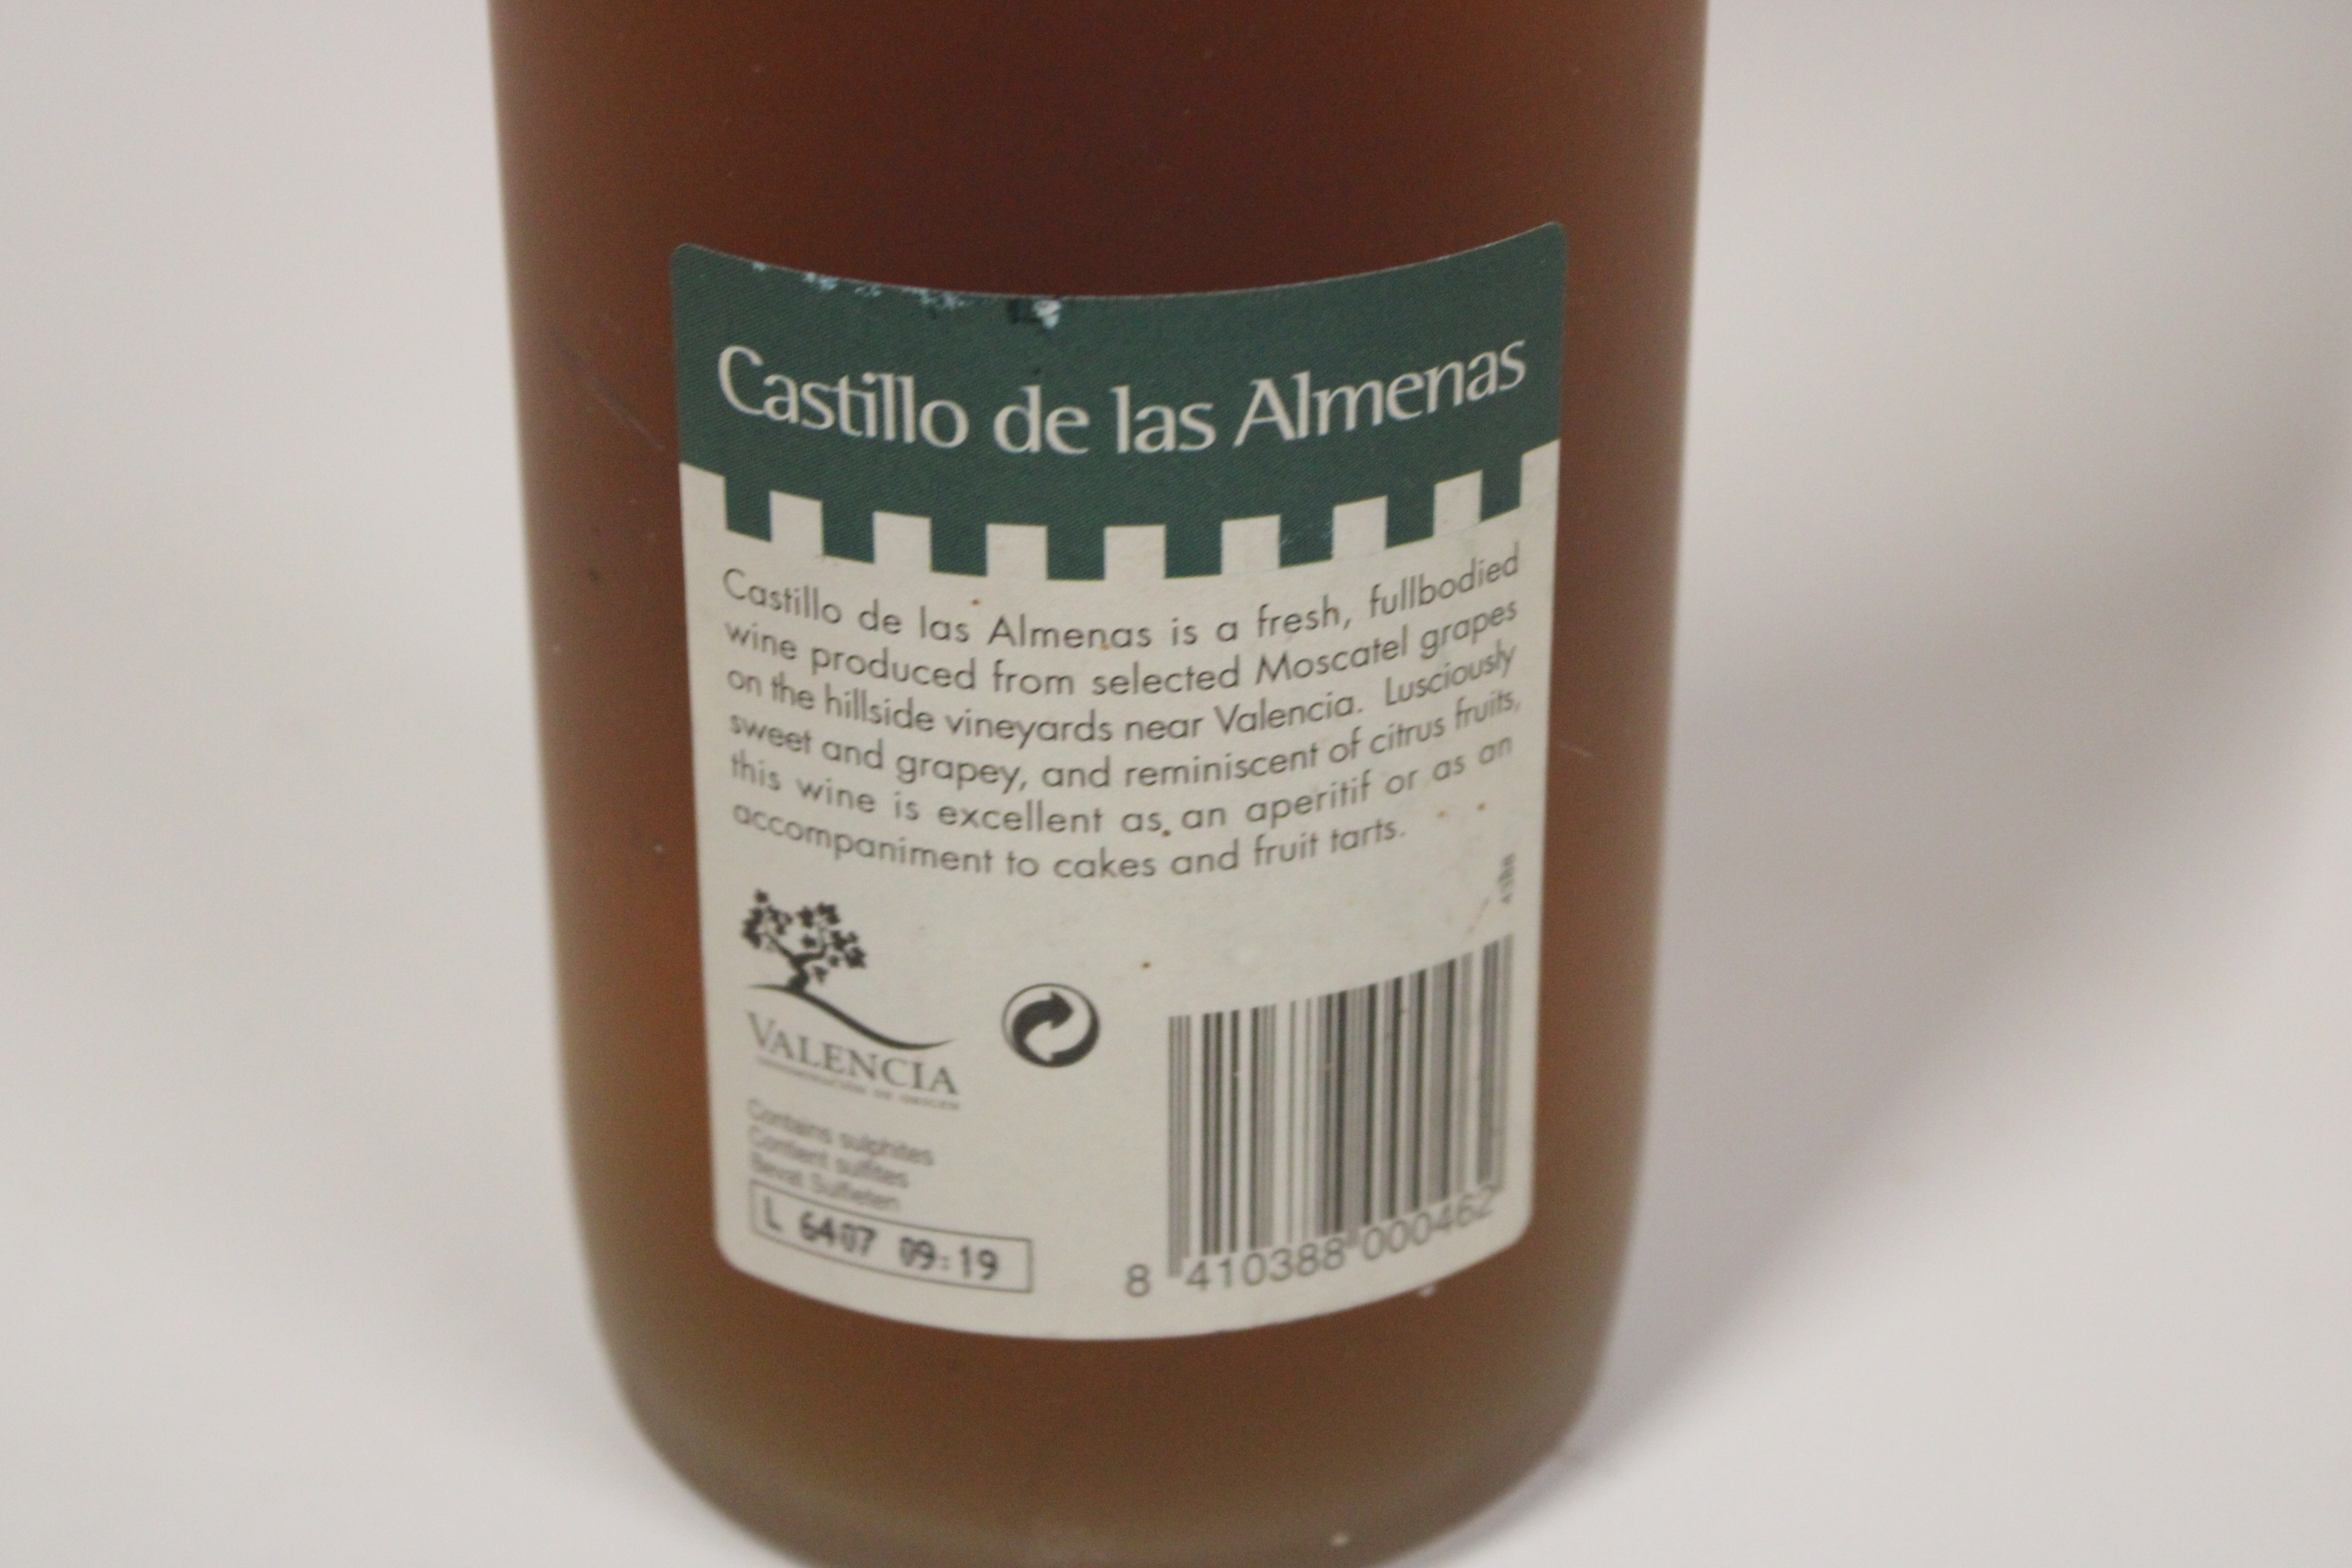 Castillo de las Almenas
Castillo de las Almenas is a fresh, fullbodied
wine produced from selected Moscatel grapes
on the hillside vineyards near Valencia. Lusciously
sweet and grapey, and reminiscent of citrus fruits,
this wine is excellent as an aperitif or as an
accompaniment to cakes and fruit tarts.
VALENCIA
DENOMINACIÓN DE ORIGEN
Contains sulphites
Contient sulfites
Bevat Sulfieten
L 6407 09:19
8 410388 000462